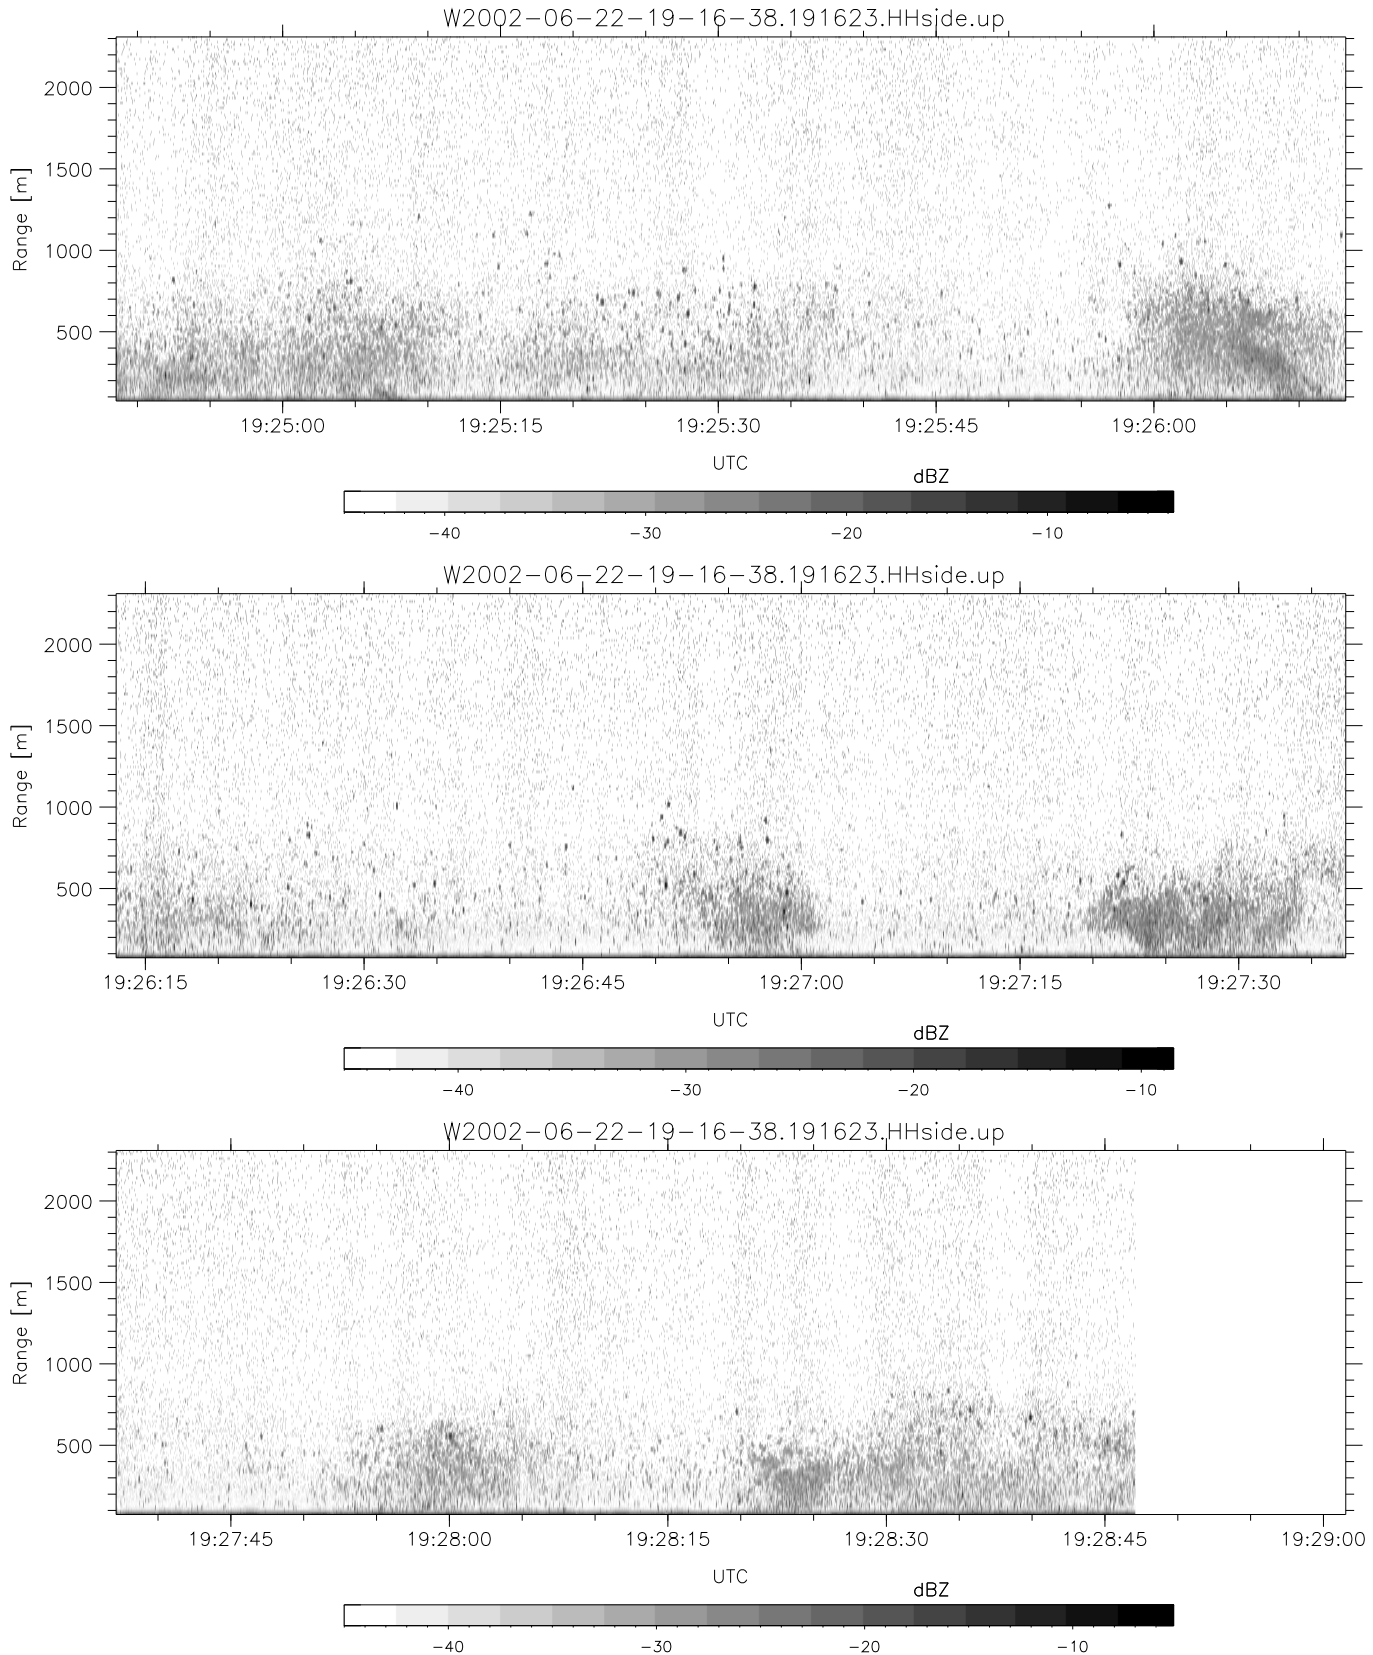 W2002-06-22-19-16-38.191623.HHside.up
2000
1500
1000
500
Range [m]
19:25:00 19:25:15 19:25:30 19:25:45 19:26:00
UTC
dBZ
-40 -30 -20 -10
W2002-06-22-19-16-38.191623.HHside.up
2000
1500
1000
500
Range [m]
19:26:15 19:26:30 19:26:45 19:27:00 19:27:15 19:27:30
UTC
dBZ
-40 -30 -20 -10
W2002-06-22-19-16-38.191623.HHside.up
2000
1500
1000
500
Range [m]
19:27:45 19:28:00 19:28:15 19:28:30 19:28:45 19:29:00
UTC
dBZ
-40 -30 -20 -10